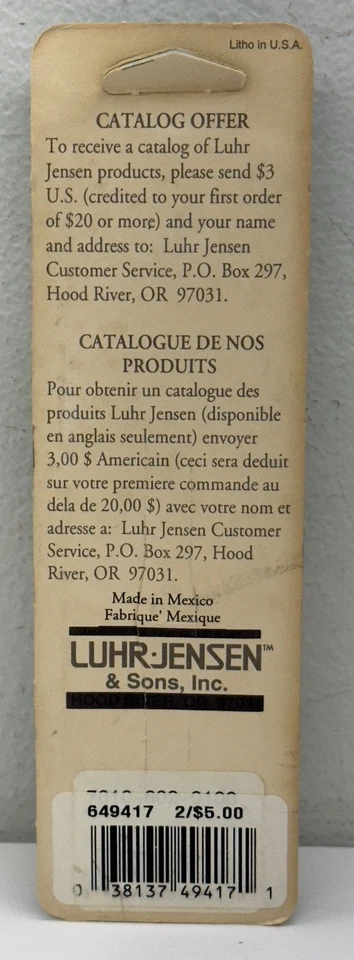 Litho in U.S.A.
CATALOG OFFER
To receive a catalog of Luhr
Jensen products, please send $3
U.S. (credited to your first order
of $20 or more) and your name
and address to: Luhr Jensen
Customer Service, P.O. Box 297,
Hood River, OR 97031.
CATALOGUE DE NOS
PRODUITS
Pour obtenir un catalogue des
produits Luhr Jensen (disponible
en anglais seulement) envoyer
3,00 $ Americain (ceci sera deduit
sur votre premiere commande au
dela de 20,00 $) avec votre nom et
adresse a: Luhr Jensen Customer
Service, P.O. Box 297, Hood
River, OR 97031.
Made in Mexico
Fabrique' Mexique
LUHR·JENSEN™
& Sons, Inc.
HOOD RIVER, OR 97031
649417 2/$5.00
0 38137 49417 1